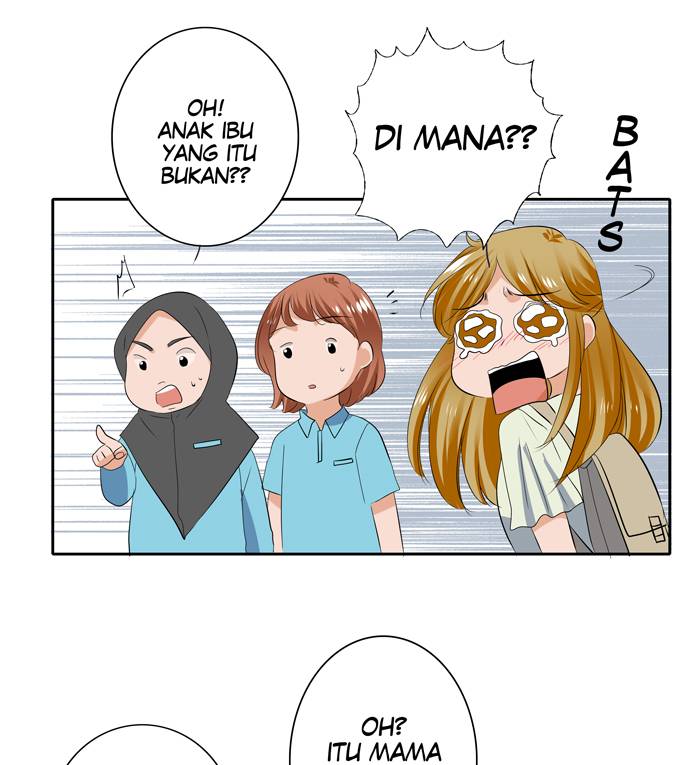 OH!
ANAK IBU
YANG ITU
BUKAN??
DI MANA??
BATS
OH?
ITU MAMA